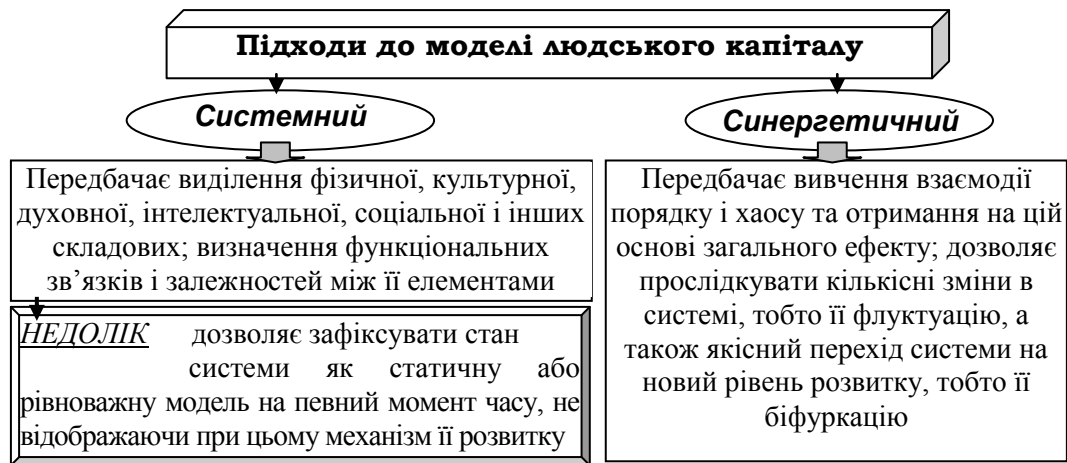 Підходи до моделі людського капіталу
Системний
Передбачає виділення фізичної, культурної,
духовної, інтелектуальної, соціальної і інших
складових; визначення функціональних
зв’язків і залежностей між її елементами
НЕДОЛІК дозволяє зафіксувати стан
системи як статичну або
рівноважну модель на певний момент часу, не
відображаючи при цьому механізм її розвитку
Синергетичний
Передбачає вивчення взаємодії
порядку і хаосу та отримання на цій
основі загального ефекту; дозволяє
прослідкувати кількісні зміни в
системі, тобто її флуктуацію, а
також якісний перехід системи на
новий рівень розвитку, тобто її
біфуркацію